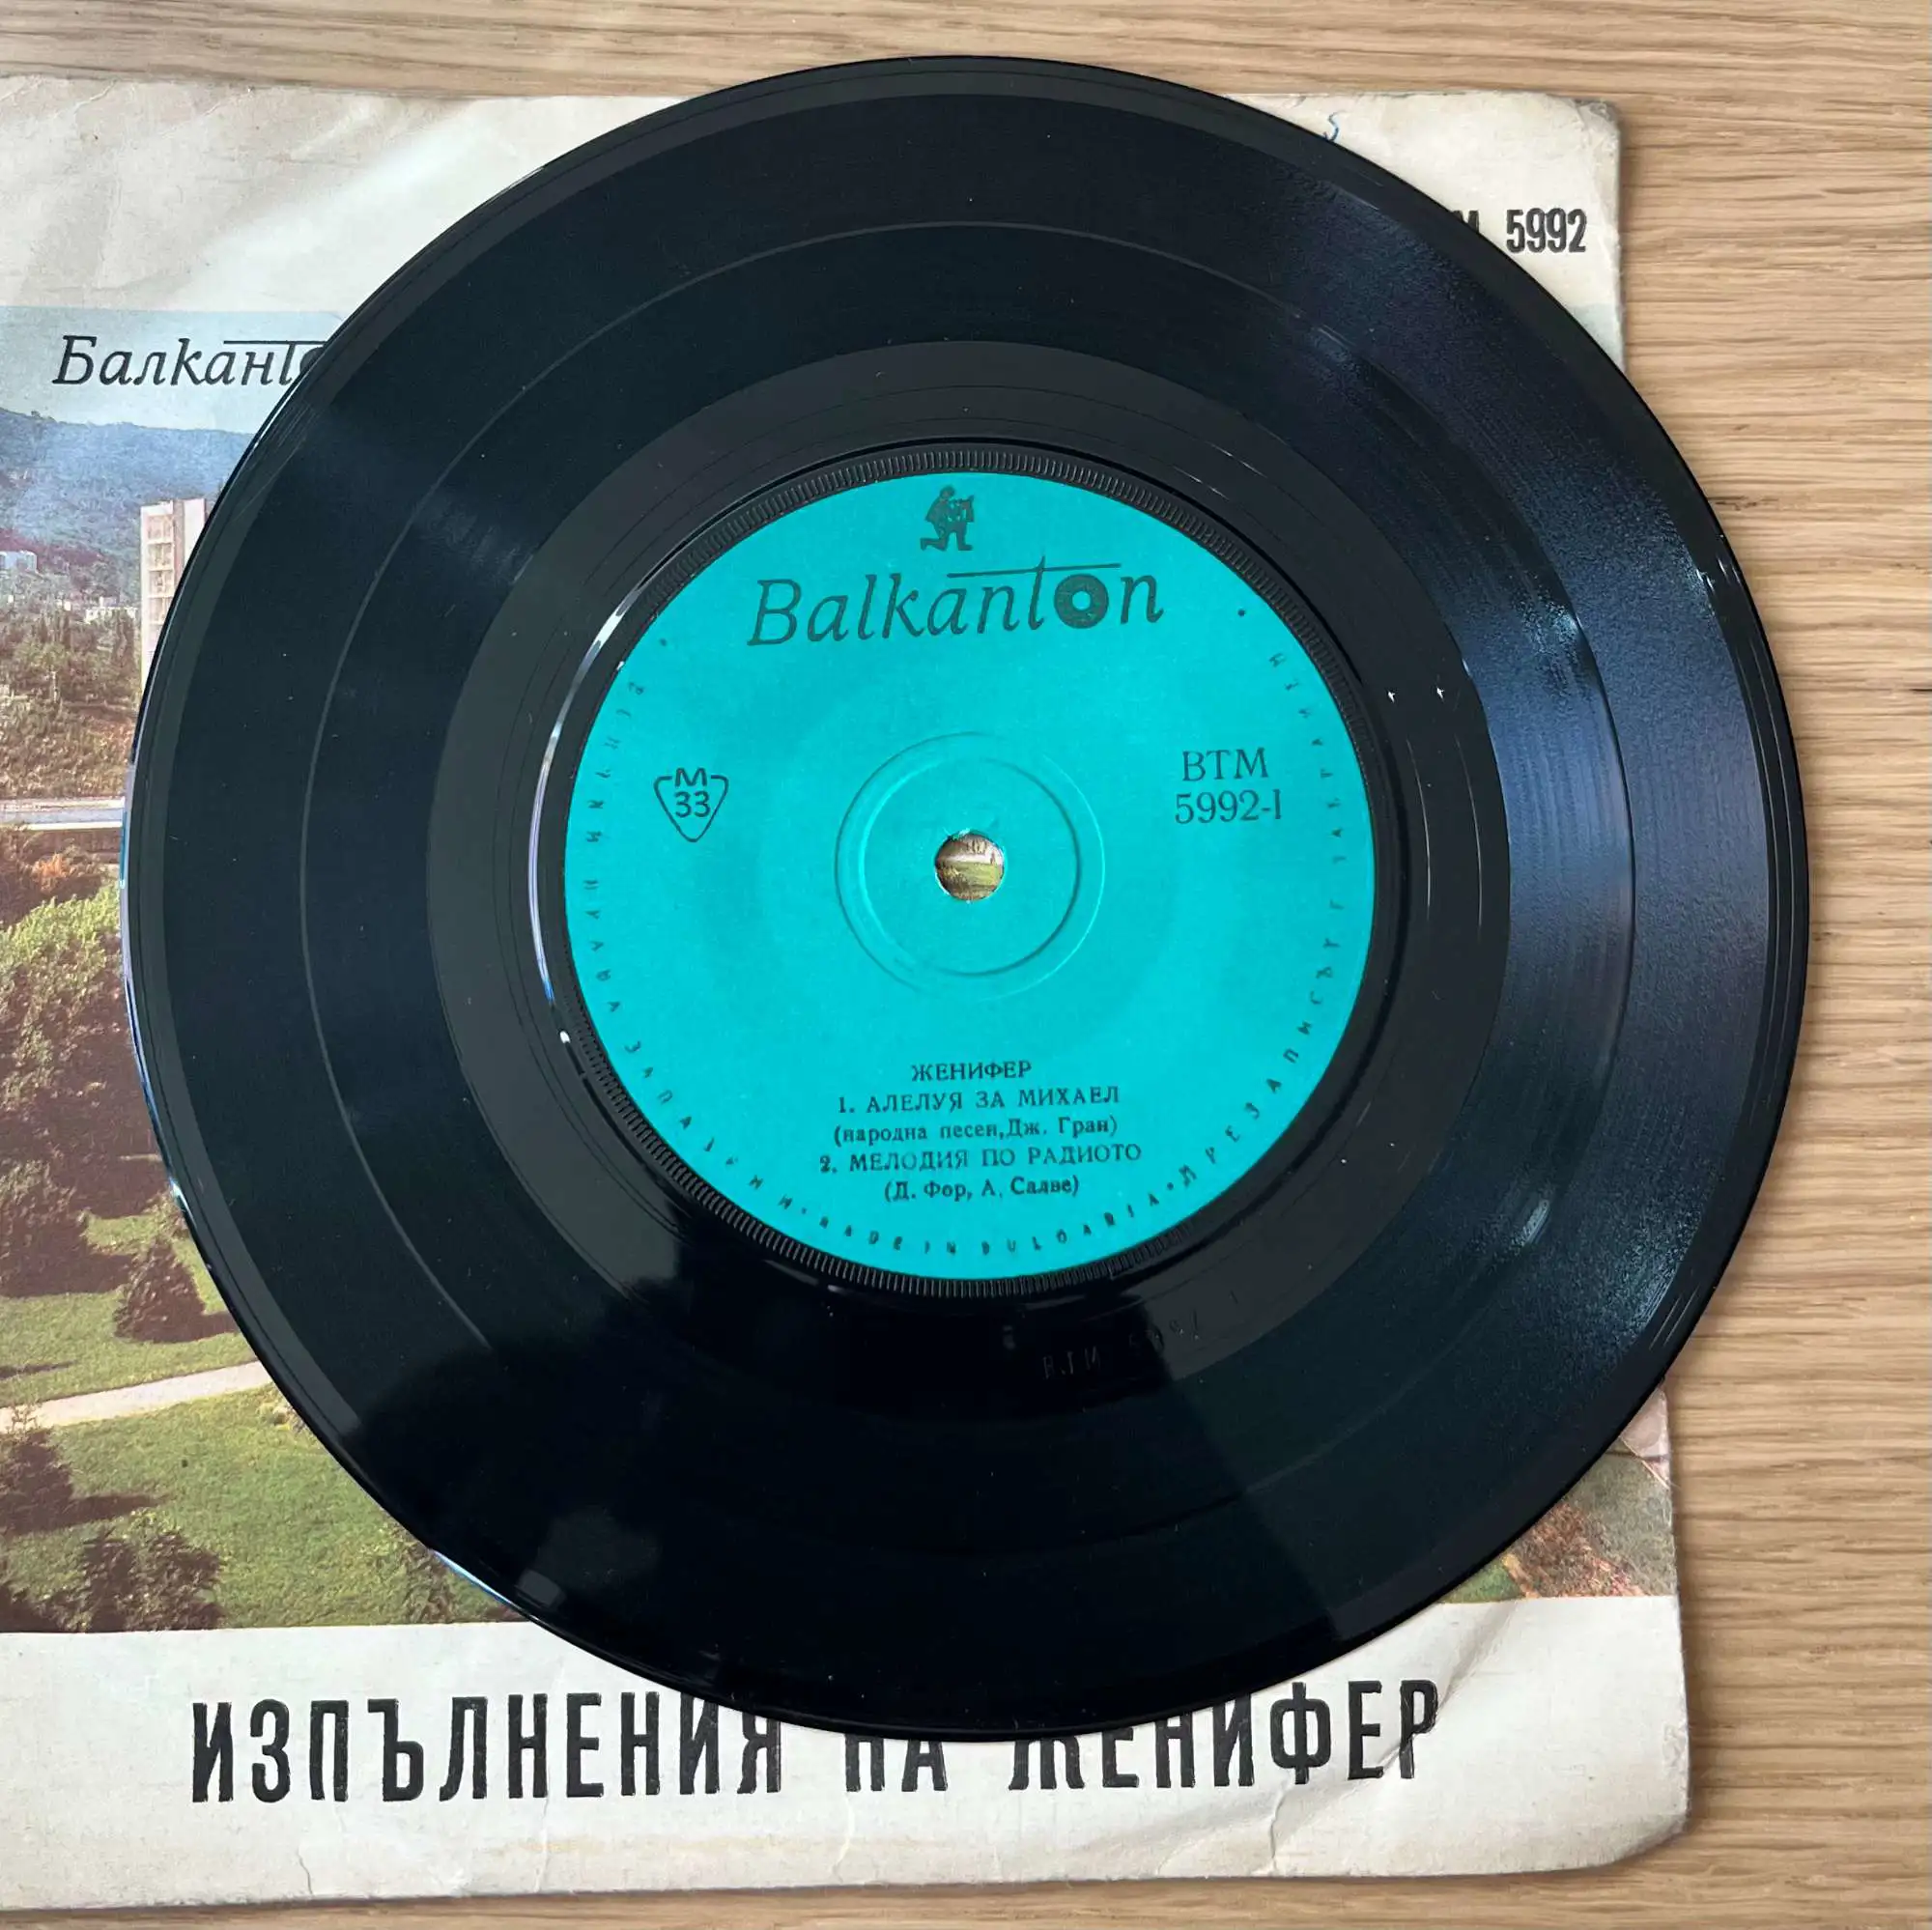 5992
Балкант
Balkanton
M
33
ВТМ
5992-I
ЖЕНИФЕР
1. АЛЕЛУЯ ЗА МИХАЕЛ
(народна песен, Дж. Гран)
2. МЕЛОДИЯ ПО РАДИОТО
(Д. Фор, А. Салве)
MADE IN BULGARIA
ИЗПЪЛНЕНИЯ НА ЖЕНИФЕР